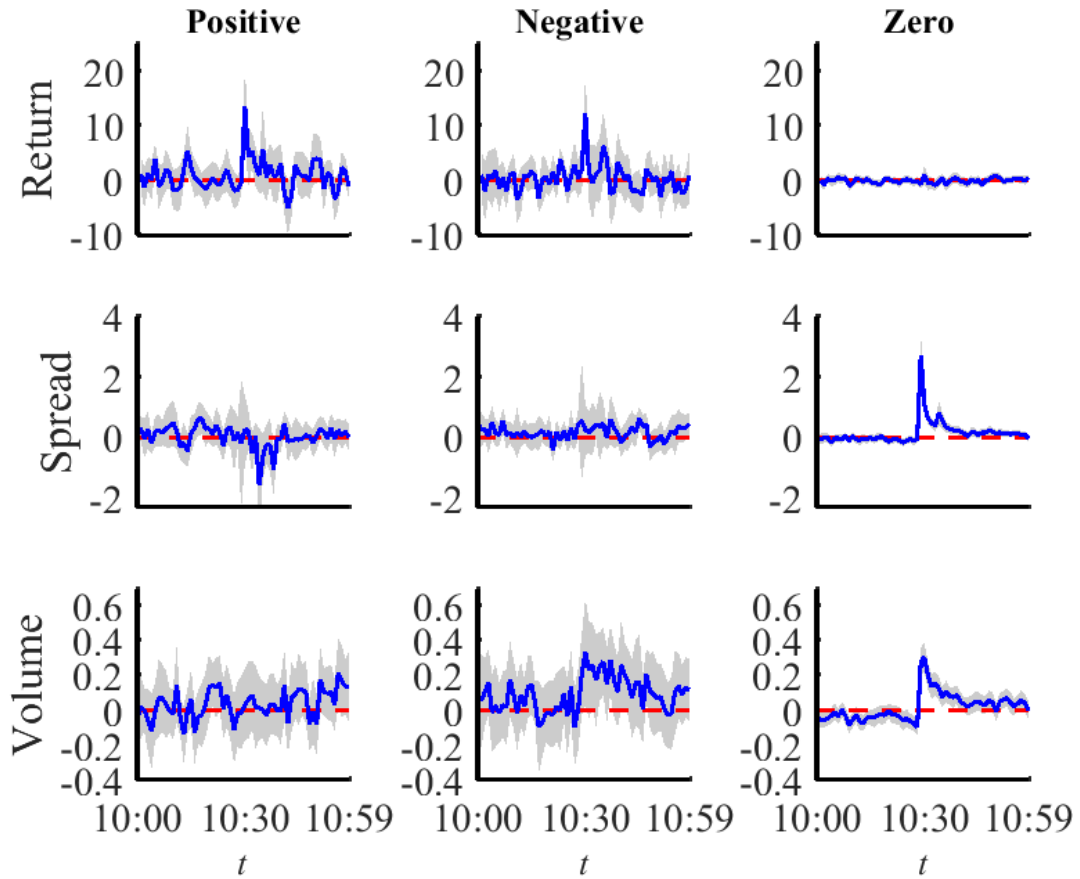 Positive Negative Zero
Return
20 20 20
10 10 10
0 0 0
-10 -10 -10
Spread
4 4 4
2 2 2
0 0 0
-2 -2 -2
Volume
0.6 0.6 0.6
0.4 0.4 0.4
0.2 0.2 0.2
0 0 0
-0.2 -0.2 -0.2
-0.4 -0.4 -0.4
10:00 10:30 10:59 10:00 10:30 10:59 10:00 10:30 10:59
t t t